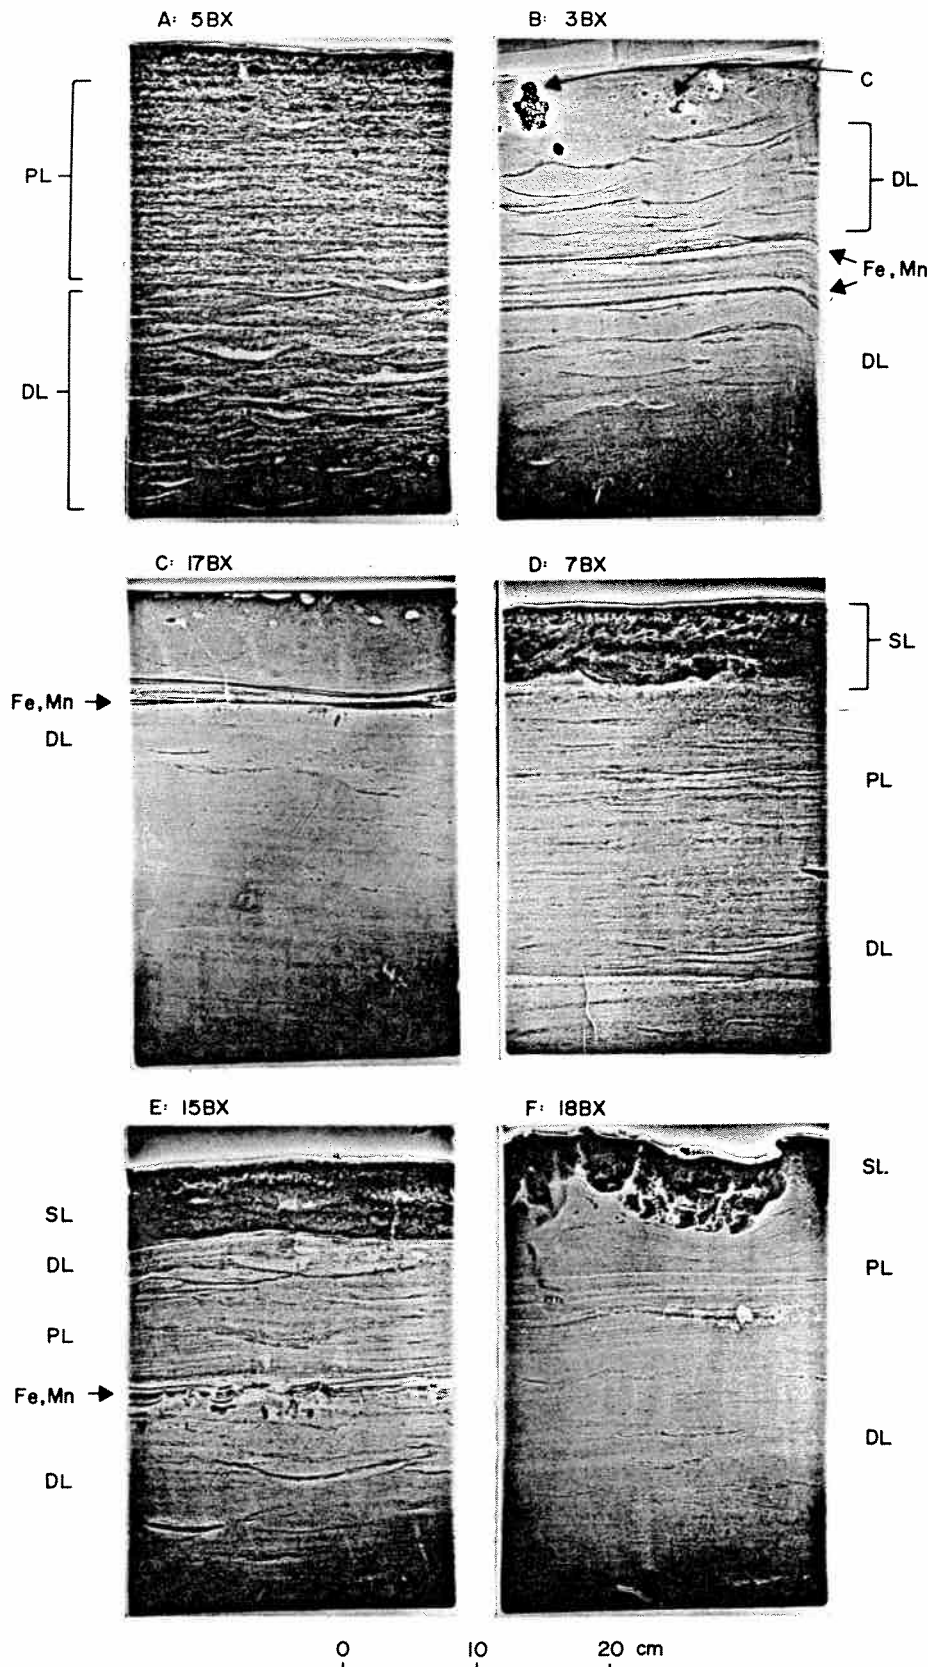 A: 5BX
B: 3BX
PL
DL
C
DL
Fe, Mn
DL
C: 17BX
D: 7BX
Fe, Mn
DL
SL
PL
DL
E: 15BX
F: 18BX
SL
DL
PL
Fe, Mn
DL
SL.
PL
DL
0 10 20 cm